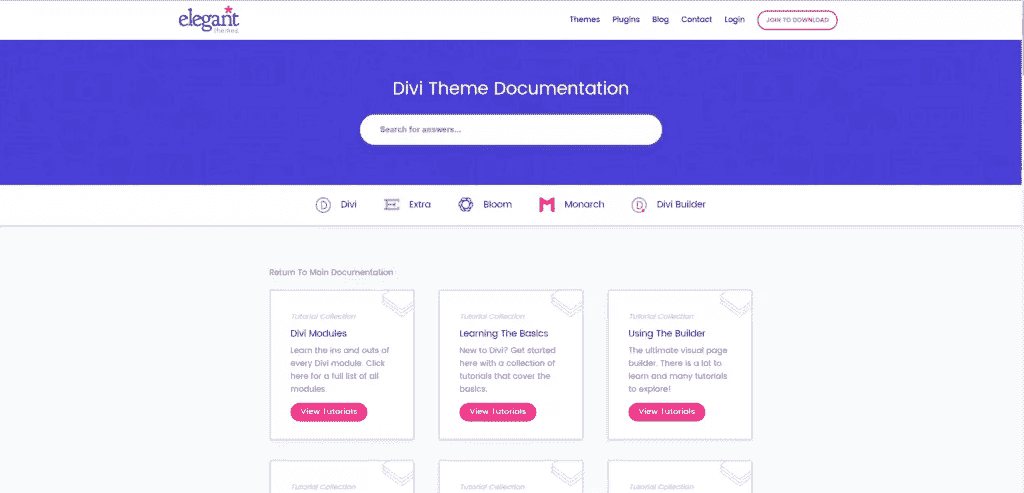 elegant
themes
Themes Plugins Blog Contact Login JOIN TO DOWNLOAD
Divi Theme Documentation
Search for answers...
Divi Extra Bloom Monarch Divi Builder
Return To Main Documentation
Tutorial Collection
Divi Modules
Learn the ins and outs of
every Divi module. Click
here for a full list of all
modules
View Tutorials
Tutorial Collection
Learning The Basics
New to Divi? Get started
here with a collection of
tutorials that cover the
basics.
View Tutorials
Tutorial Collection
Using The Builder
The ultimate visual page
builder. There is a lot to
learn and many tutorials
to explore!
View Tutorials
Tutorial Collection
Tutorial Collection
Tutorial Collection